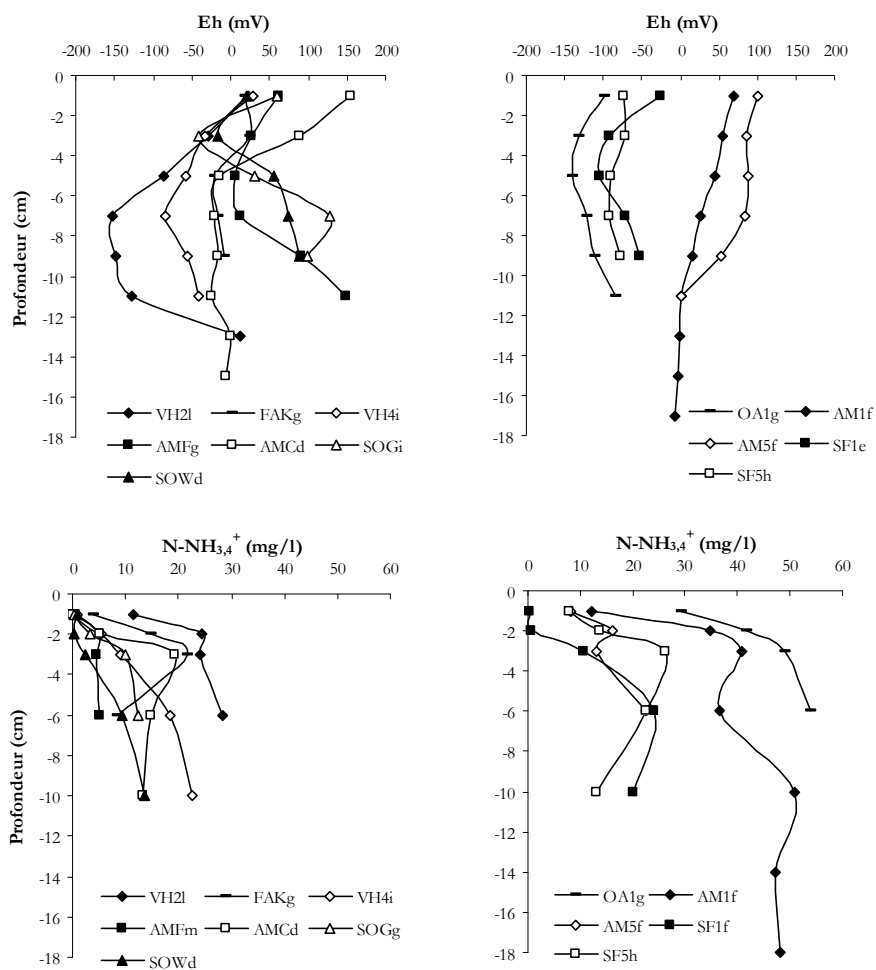 Eh (mV)
-200 -150 -100 -50 0 50 100 150 200
0
-2
-4
-6
-8
-10
-12
-14
-16
-18
Profondeur (cm)
VH2l FAKg VH4i
AMFg AMCd SOGi
SOWd
Eh (mV)
-200 -150 -100 -50 0 50 100 150 200
0
-2
-4
-6
-8
-10
-12
-14
-16
-18
OA1g AM1f
AM5f SF1e
SF5h
N-NH3,4+ (mg/l)
0 10 20 30 40 50 60
0
-2
-4
-6
-8
-10
-12
-14
-16
-18
Profondeur (cm)
VH2l FAKg VH4i
AMFm AMCd SOGg
SOWd
N-NH3,4+ (mg/l)
0 10 20 30 40 50 60
0
-2
-4
-6
-8
-10
-12
-14
-16
-18
OA1g AM1f
AM5f SF1f
SF5h